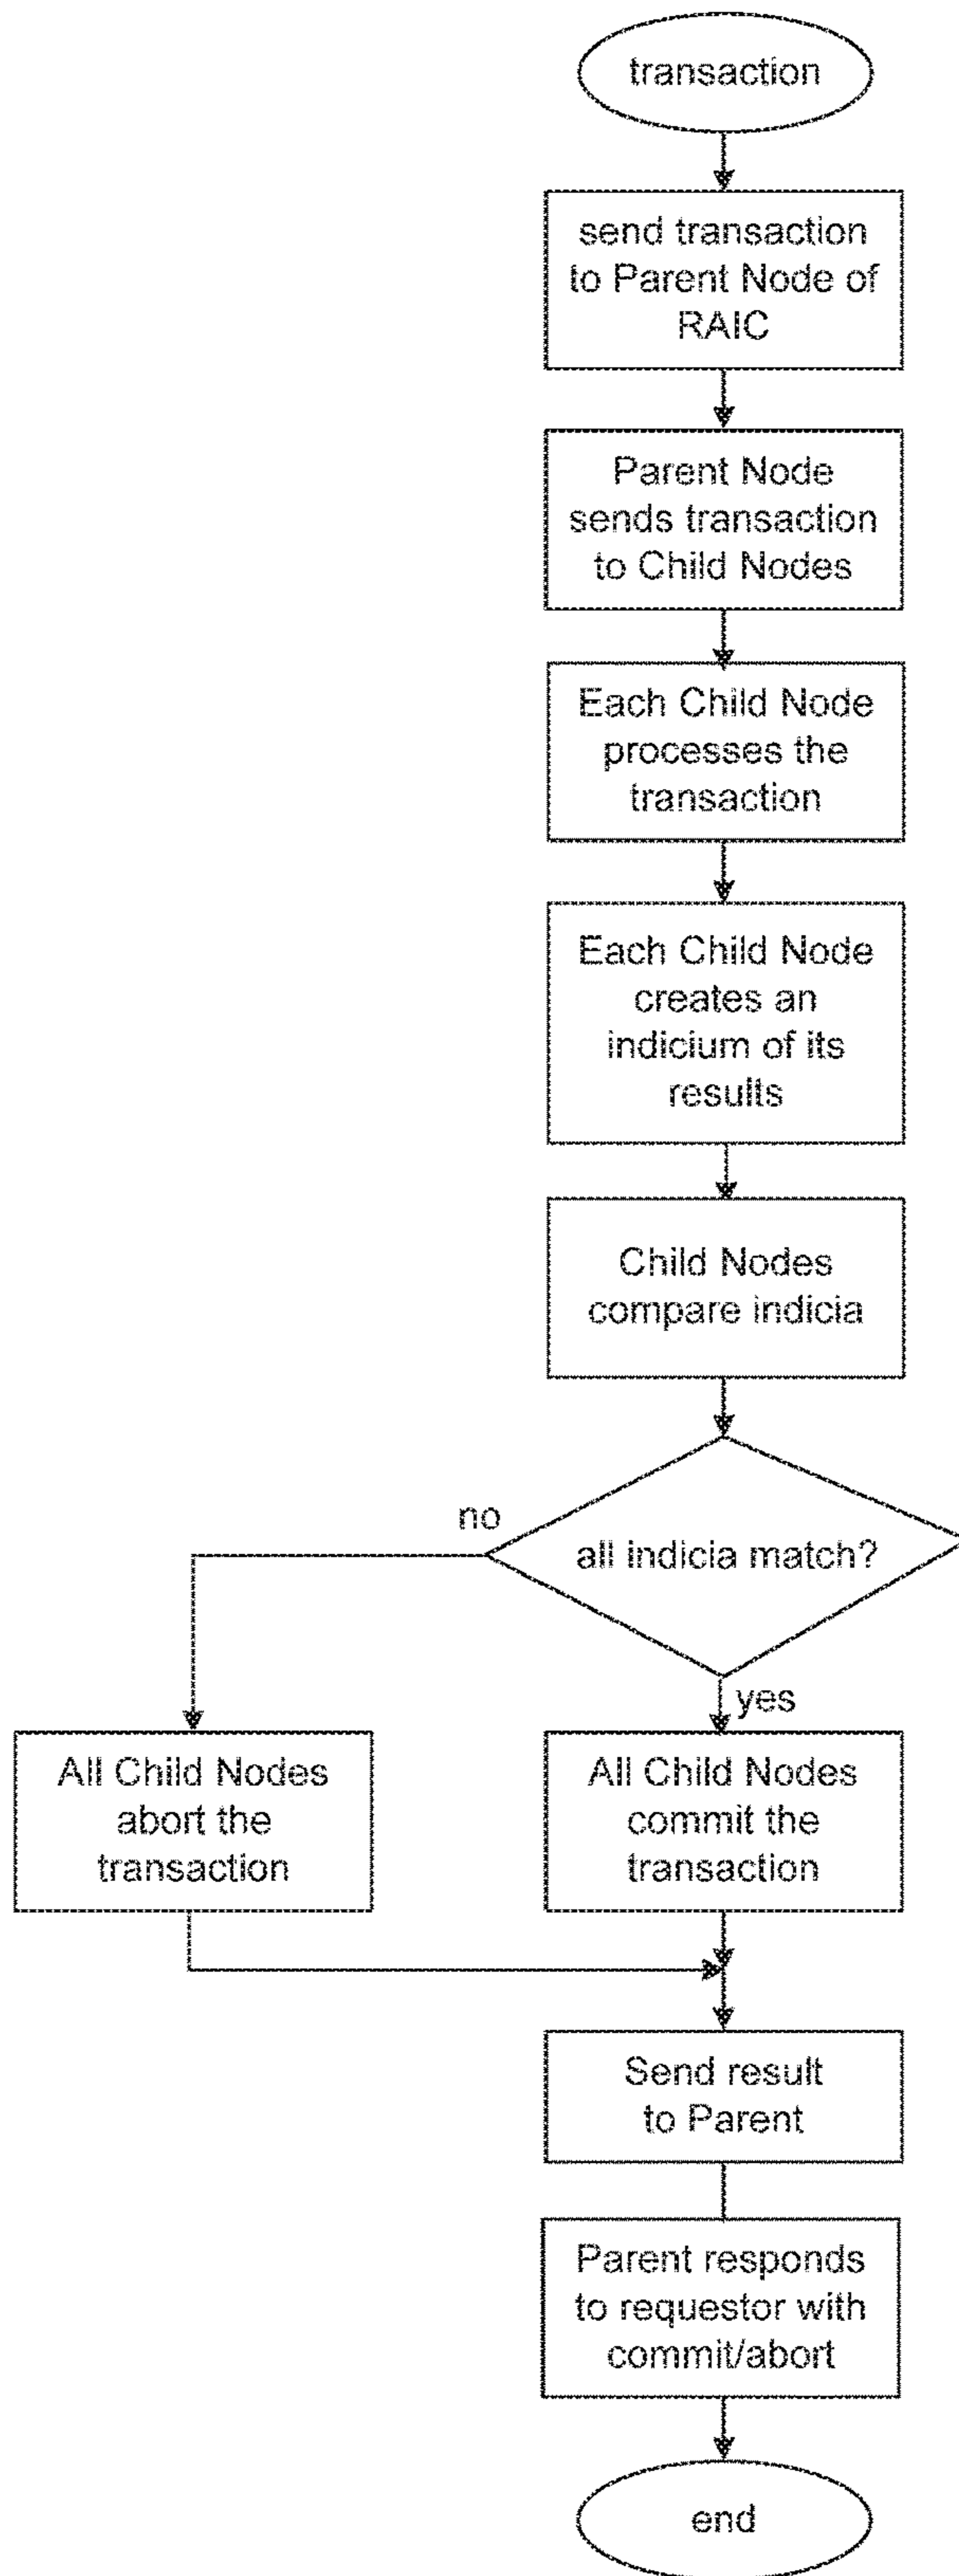 transaction
send transaction
to Parent Node of
RAIC
Parent Node
sends transaction
to Child Nodes
Each Child Node
processes the
transaction
Each Child Node
creates an
indicium of its
results
Child Nodes
compare indicia
no
all indicia match?
yes
All Child Nodes
abort the
transaction
All Child Nodes
commit the
transaction
Send result
to Parent
Parent responds
to requestor with
commit/abort
end